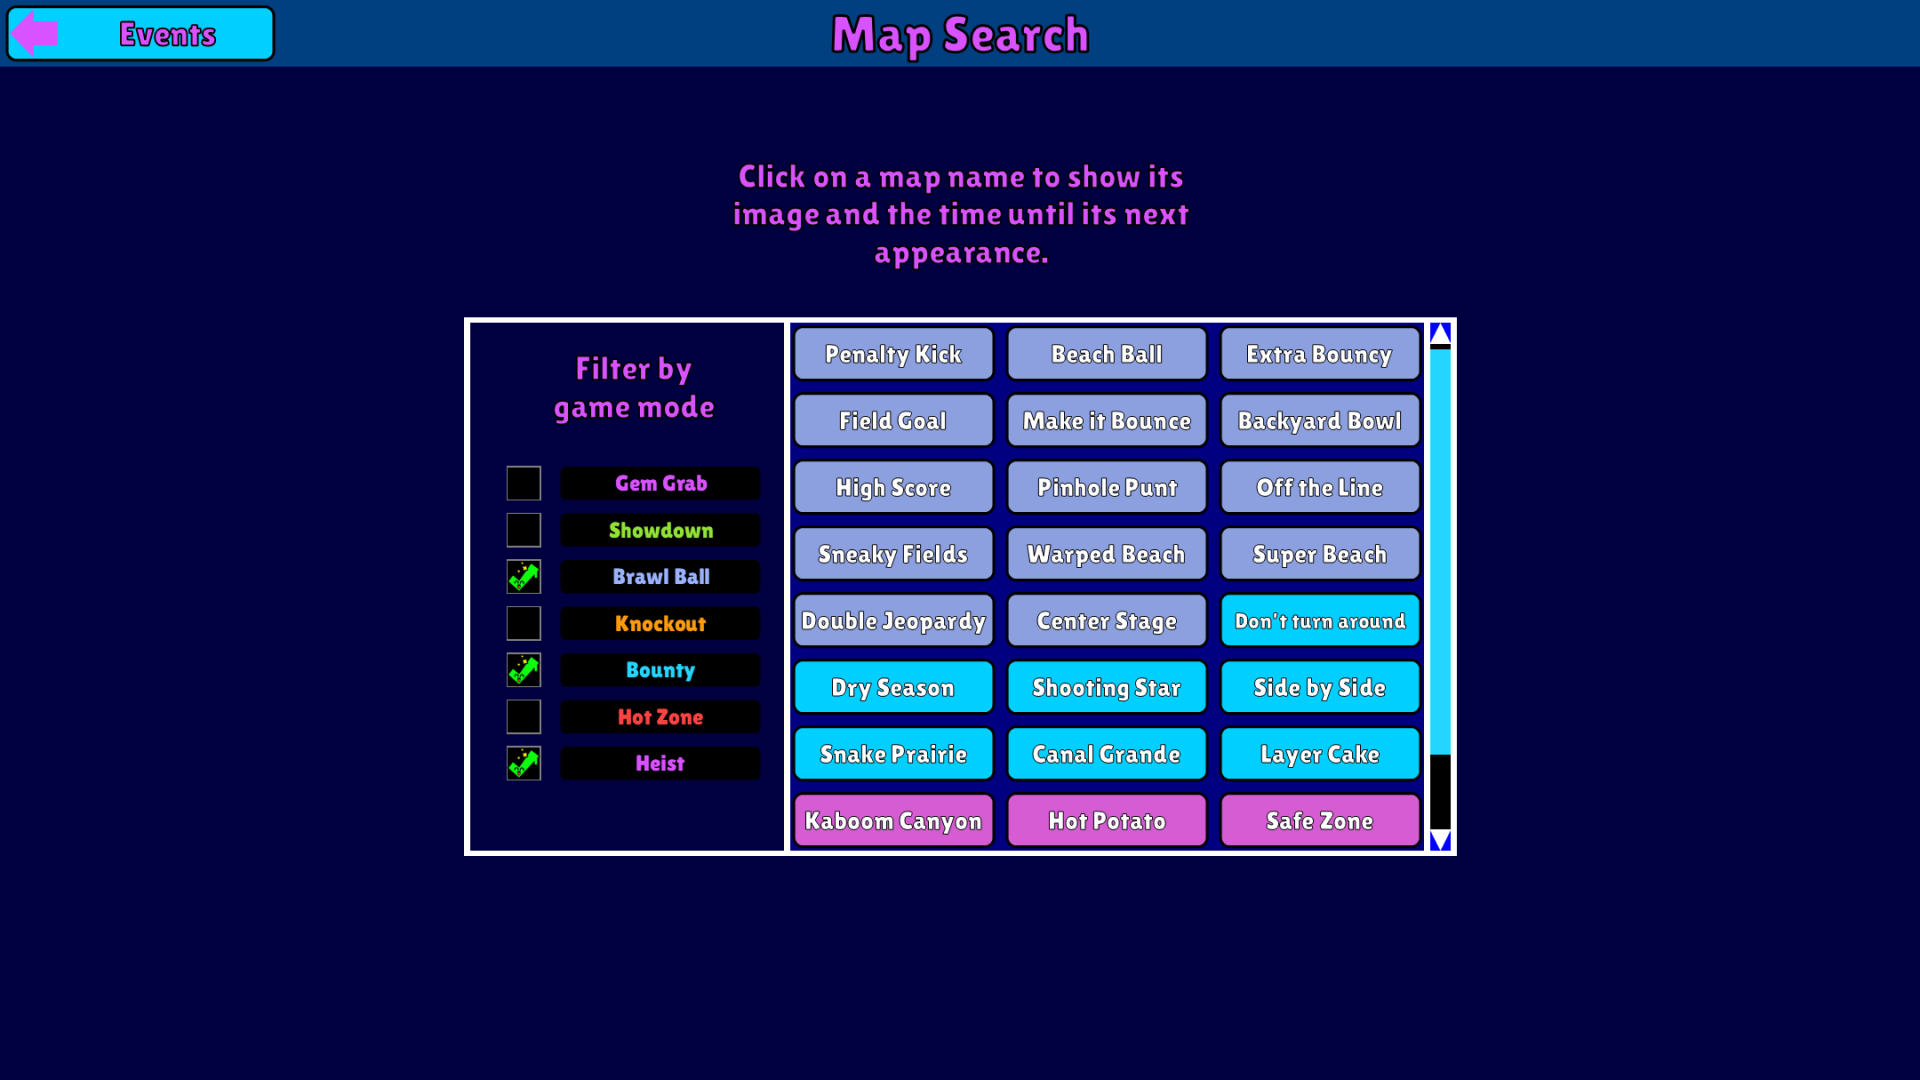 Events
Map Search
Click on a map name to show its
image and the time until its next
appearance.
Filter by
game mode
Gem Grab
Showdown
Brawl Ball
Knockout
Bounty
Hot Zone
Heist
Penalty Kick
Beach Ball
Extra Bouncy
Field Goal
Make it Bounce
Backyard Bowl
High Score
Pinhole Punt
Off the Line
Sneaky Fields
Warped Beach
Super Beach
Double Jeopardy
Center Stage
Don't turn around
Dry Season
Shooting Star
Side by Side
Snake Prairie
Canal Grande
Layer Cake
Kaboom Canyon
Hot Potato
Safe Zone